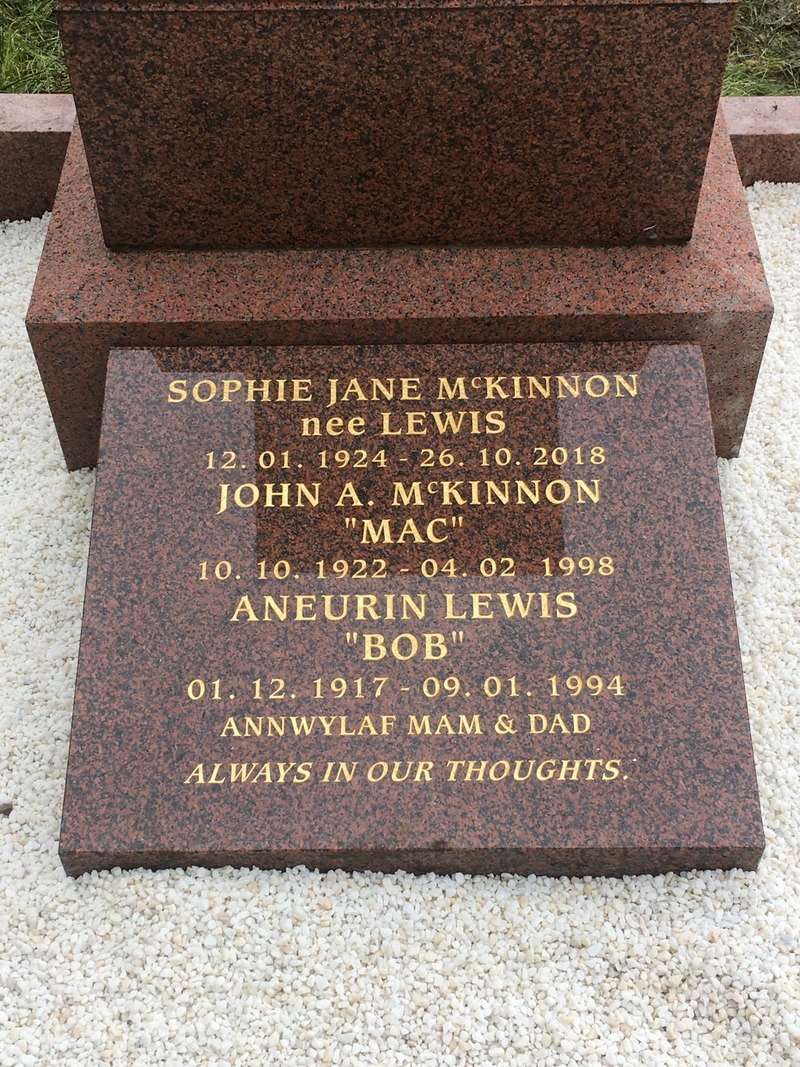 SOPHIE JANE McKINNON
nee LEWIS
12. 01. 1924 - 26. 10. 2018
JOHN A. McKINNON
"MAC"
10. 10. 1922 - 04. 02 1998
ANEURIN LEWIS
"BOB"
01. 12. 1917 - 09. 01. 1994
ANNWYLAF MAM & DAD
ALWAYS IN OUR THOUGHTS.